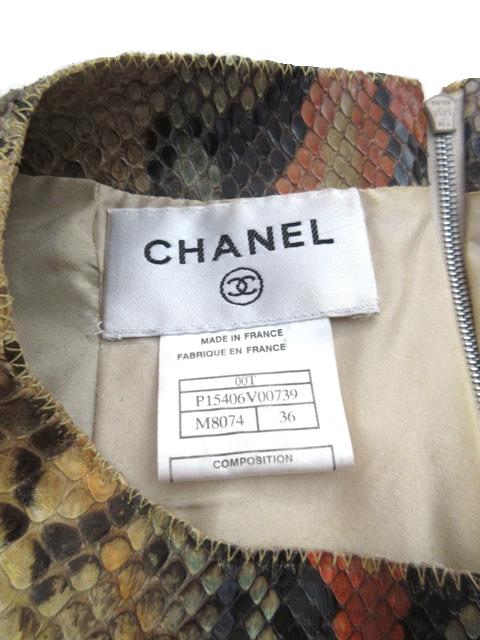 CHANEL
MADE IN FRANCE
FABRIQUE EN FRANCE
00T
P15406V00739
M8074 36
COMPOSITION